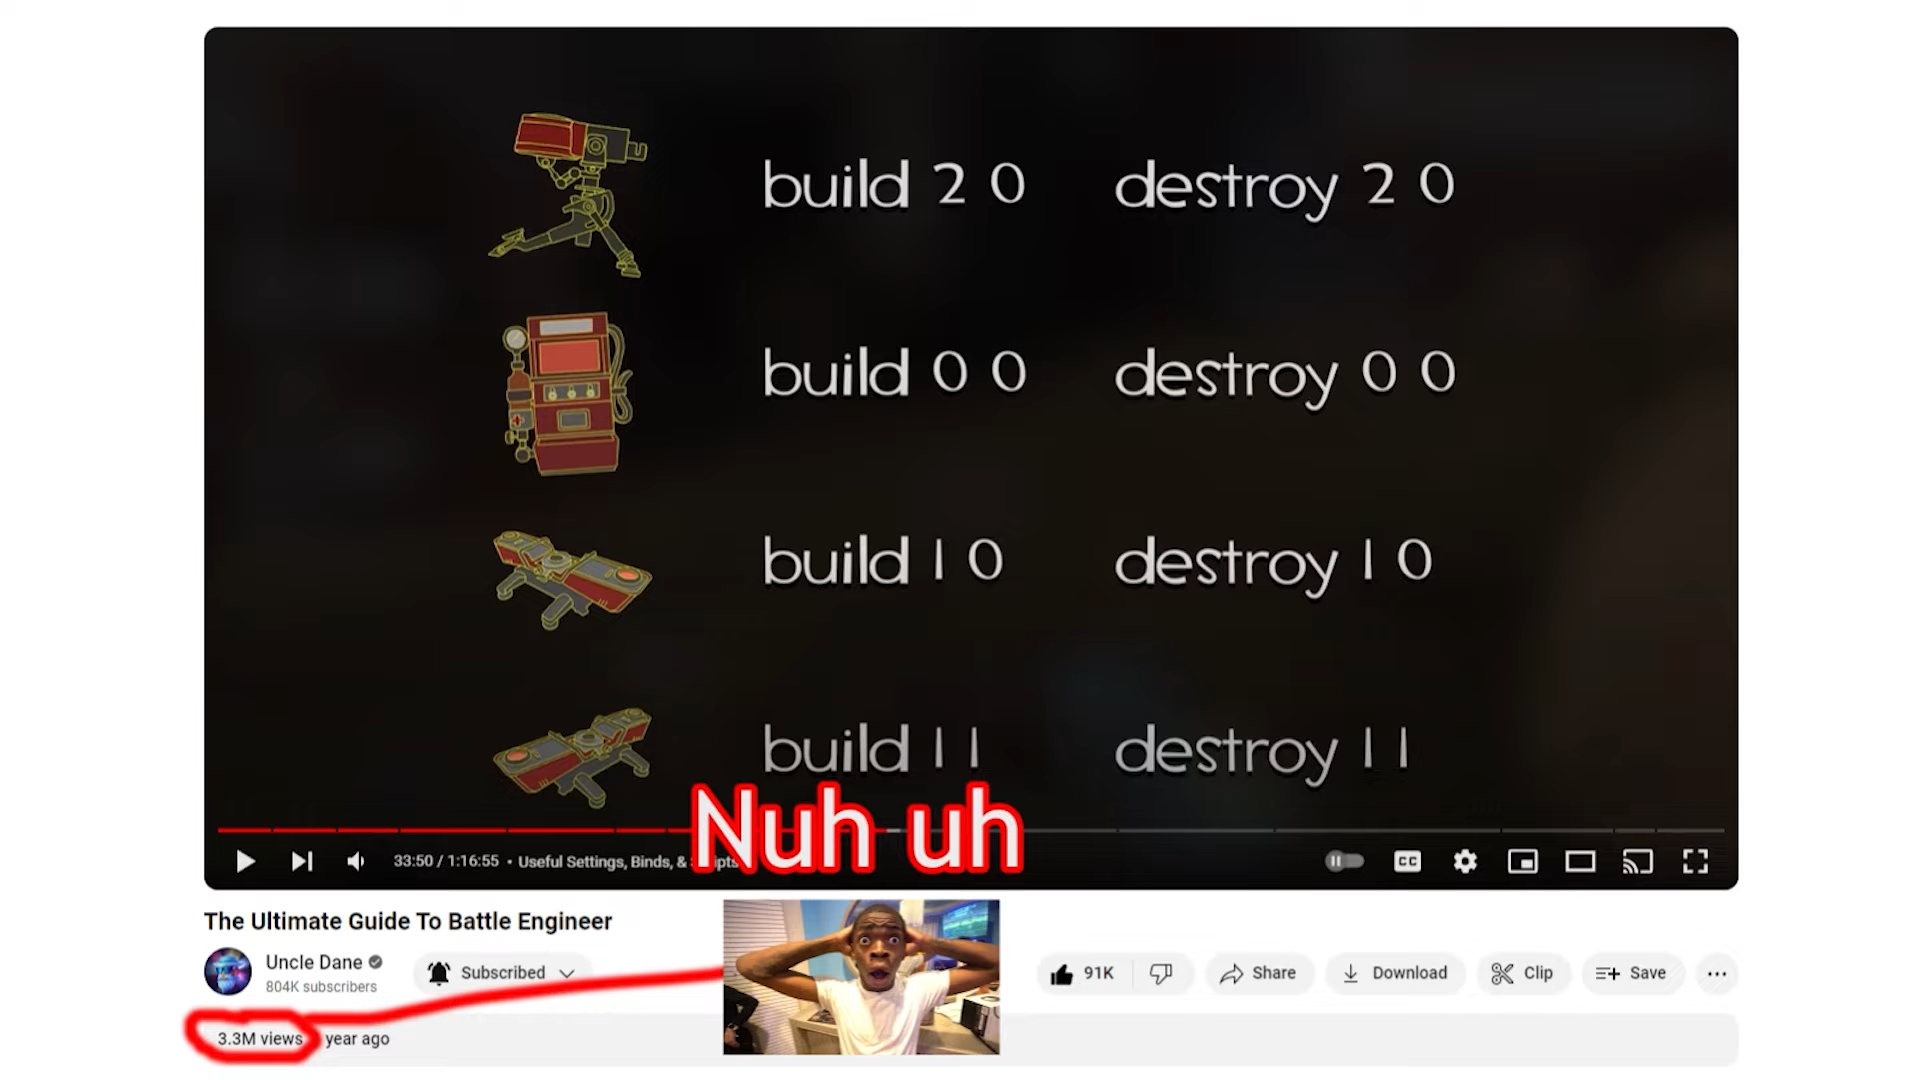 build 2 0 destroy 2 0
build 0 0 destroy 0 0
build 1 0 destroy 1 0
build 1 1 destroy 1 1
Nuh uh
33:50 / 1:16:55 • Useful Settings, Binds, &
The Ultimate Guide To Battle Engineer
Uncle Dane
804K subscribers
Subscribed
91K
Share
Download
Clip
Save
3.3M views year ago
CC